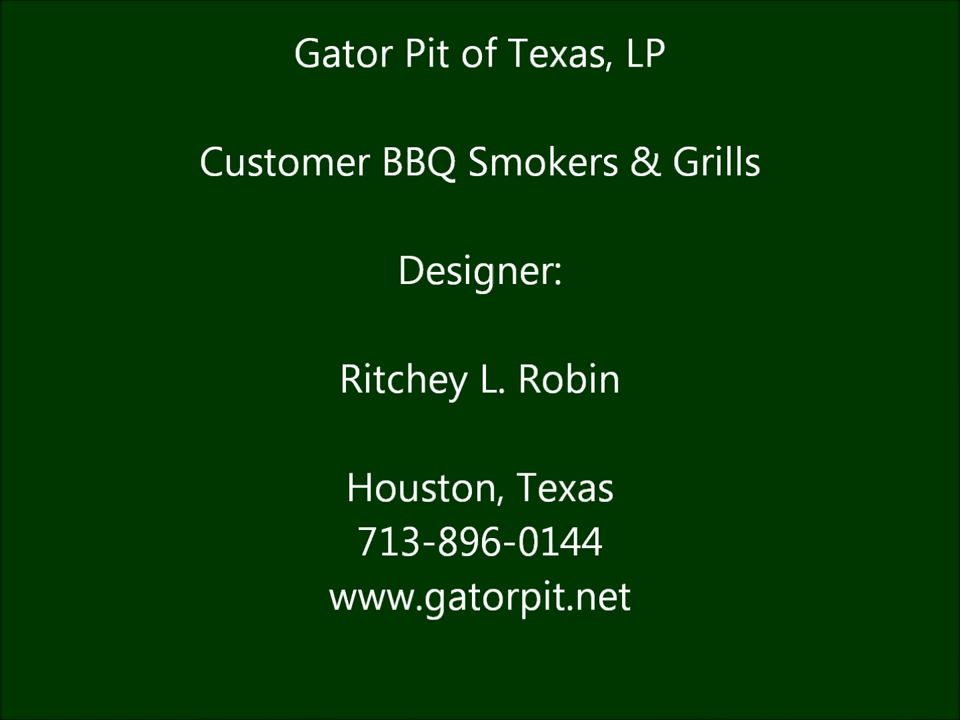 Gator Pit of Texas, LP
Customer BBQ Smokers & Grills
Designer:
Ritchey L. Robin
Houston, Texas
713-896-0144
www.gatorpit.net